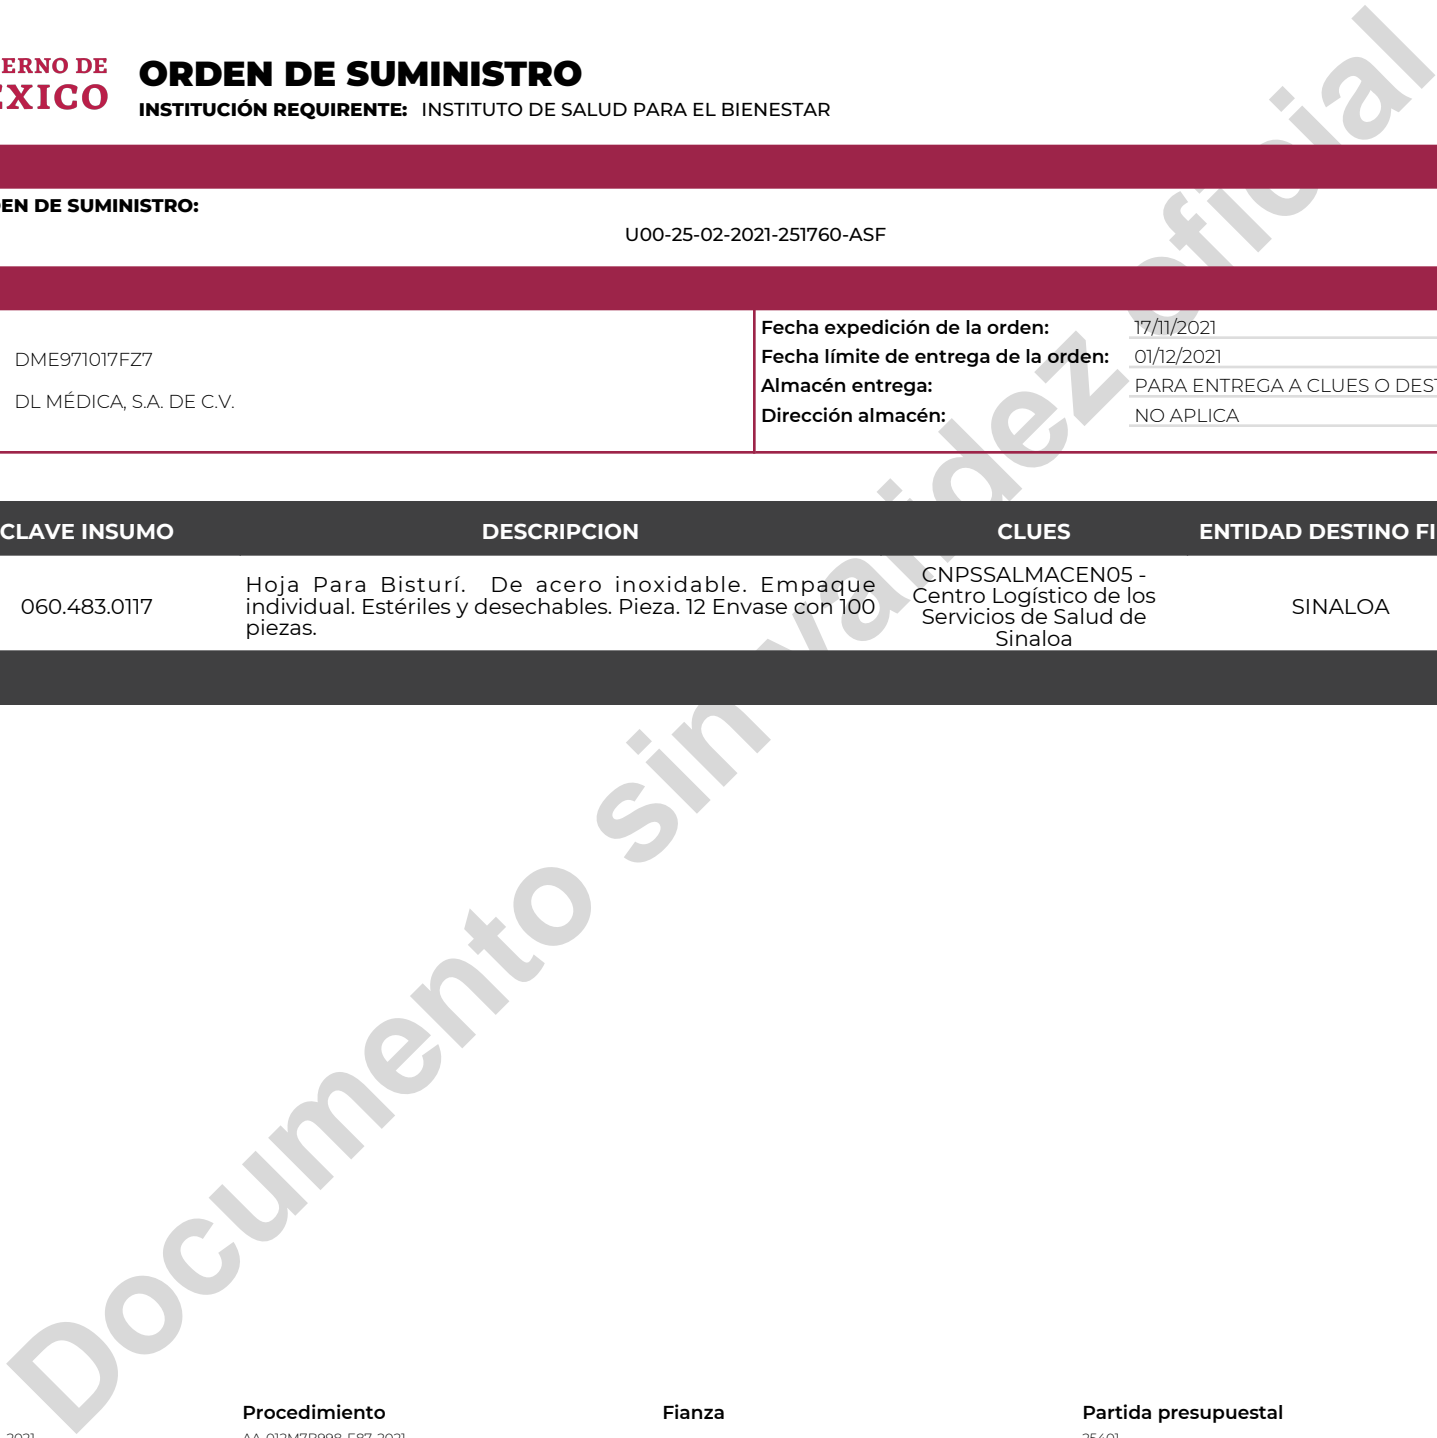 ERNO DE
ÉXICO
ORDEN DE SUMINISTRO
INSTITUCIÓN REQUIRENTE: INSTITUTO DE SALUD PARA EL BIENESTAR
EN DE SUMINISTRO:
U00-25-02-2021-251760-ASF
DME971017FZ7
DL MÉDICA, S.A. DE C.V.
Fecha expedición de la orden: 17/11/2021
Fecha límite de entrega de la orden: 01/12/2021
Almacén entrega: PARA ENTREGA A CLUES O DEST
Dirección almacén: NO APLICA
CLAVE INSUMO DESCRIPCION CLUES ENTIDAD DESTINO FI
060.483.0117
Hoja Para Bisturí. De acero inoxidable. Empaque
individual. Estériles y desechables. Pieza. 12 Envase con 100
piezas.
CNPSSALMACEN05 -
Centro Logístico de los
Servicios de Salud de
Sinaloa
SINALOA
Documento sin validez oficial
Procedimiento Fianza Partida presupuestal